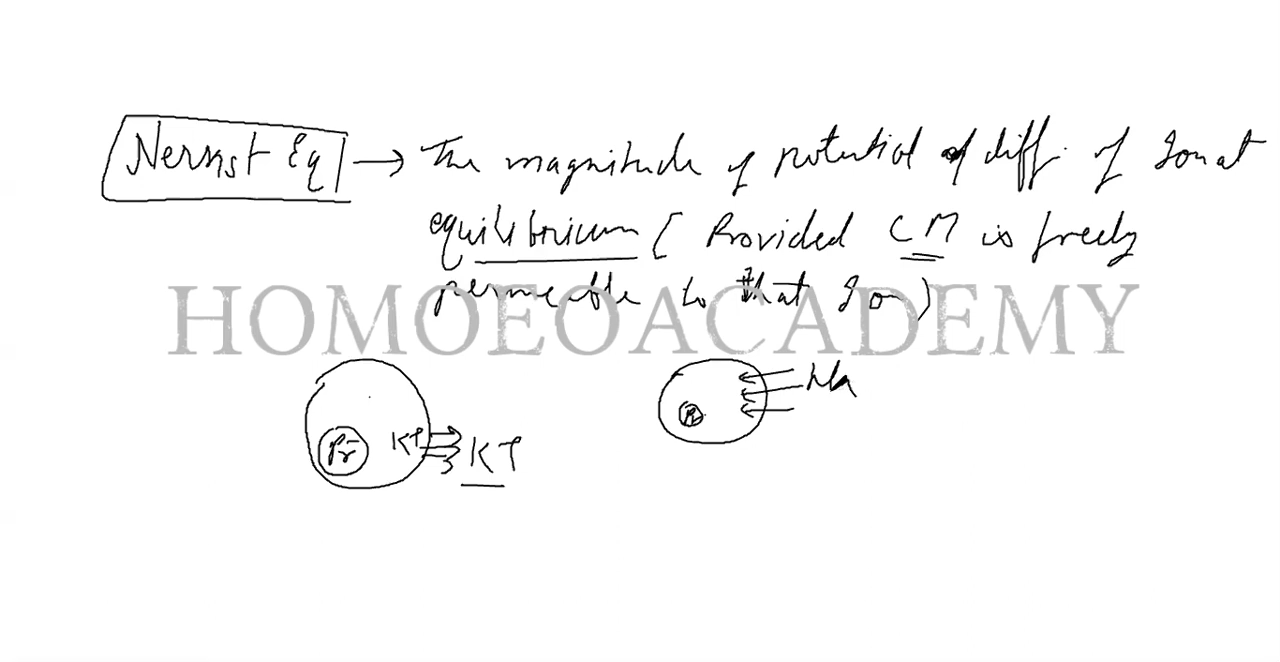 Nernst Eq → The magnitude of potential of diff. of Ion at
equilibrium ( Provided CM is freely
permeable to that Ion)
HOMOEOACADEMY
Na
Pr-
K+
K+